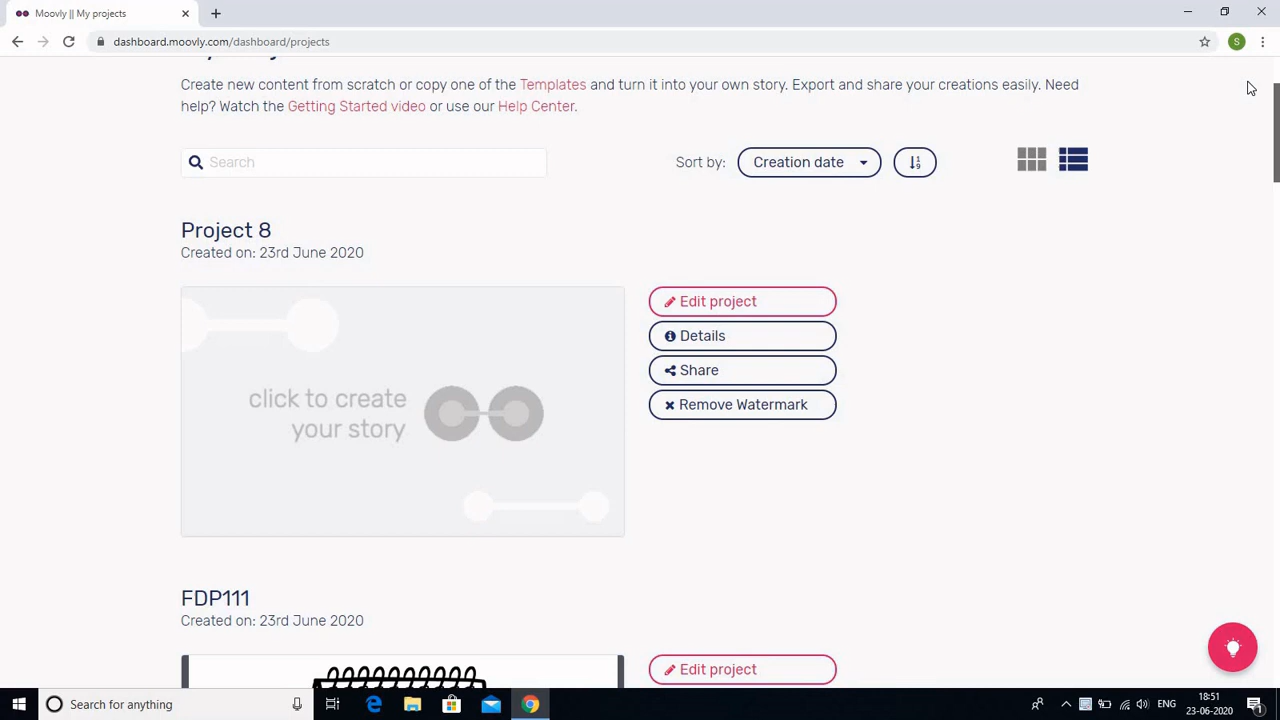 Moovly || My projects
dashboard.moovly.com/dashboard/projects
S
Create new content from scratch or copy one of the Templates and turn it into your own story. Export and share your creations easily. Need
help? Watch the Getting Started video or use our Help Center.
Search
Sort by:
Creation date
Project 8
Created on: 23rd June 2020
click to create
your story
Edit project
Details
Share
Remove Watermark
FDP111
Created on: 23rd June 2020
Edit project
Search for anything
ENG
18:51
23-06-2020
1